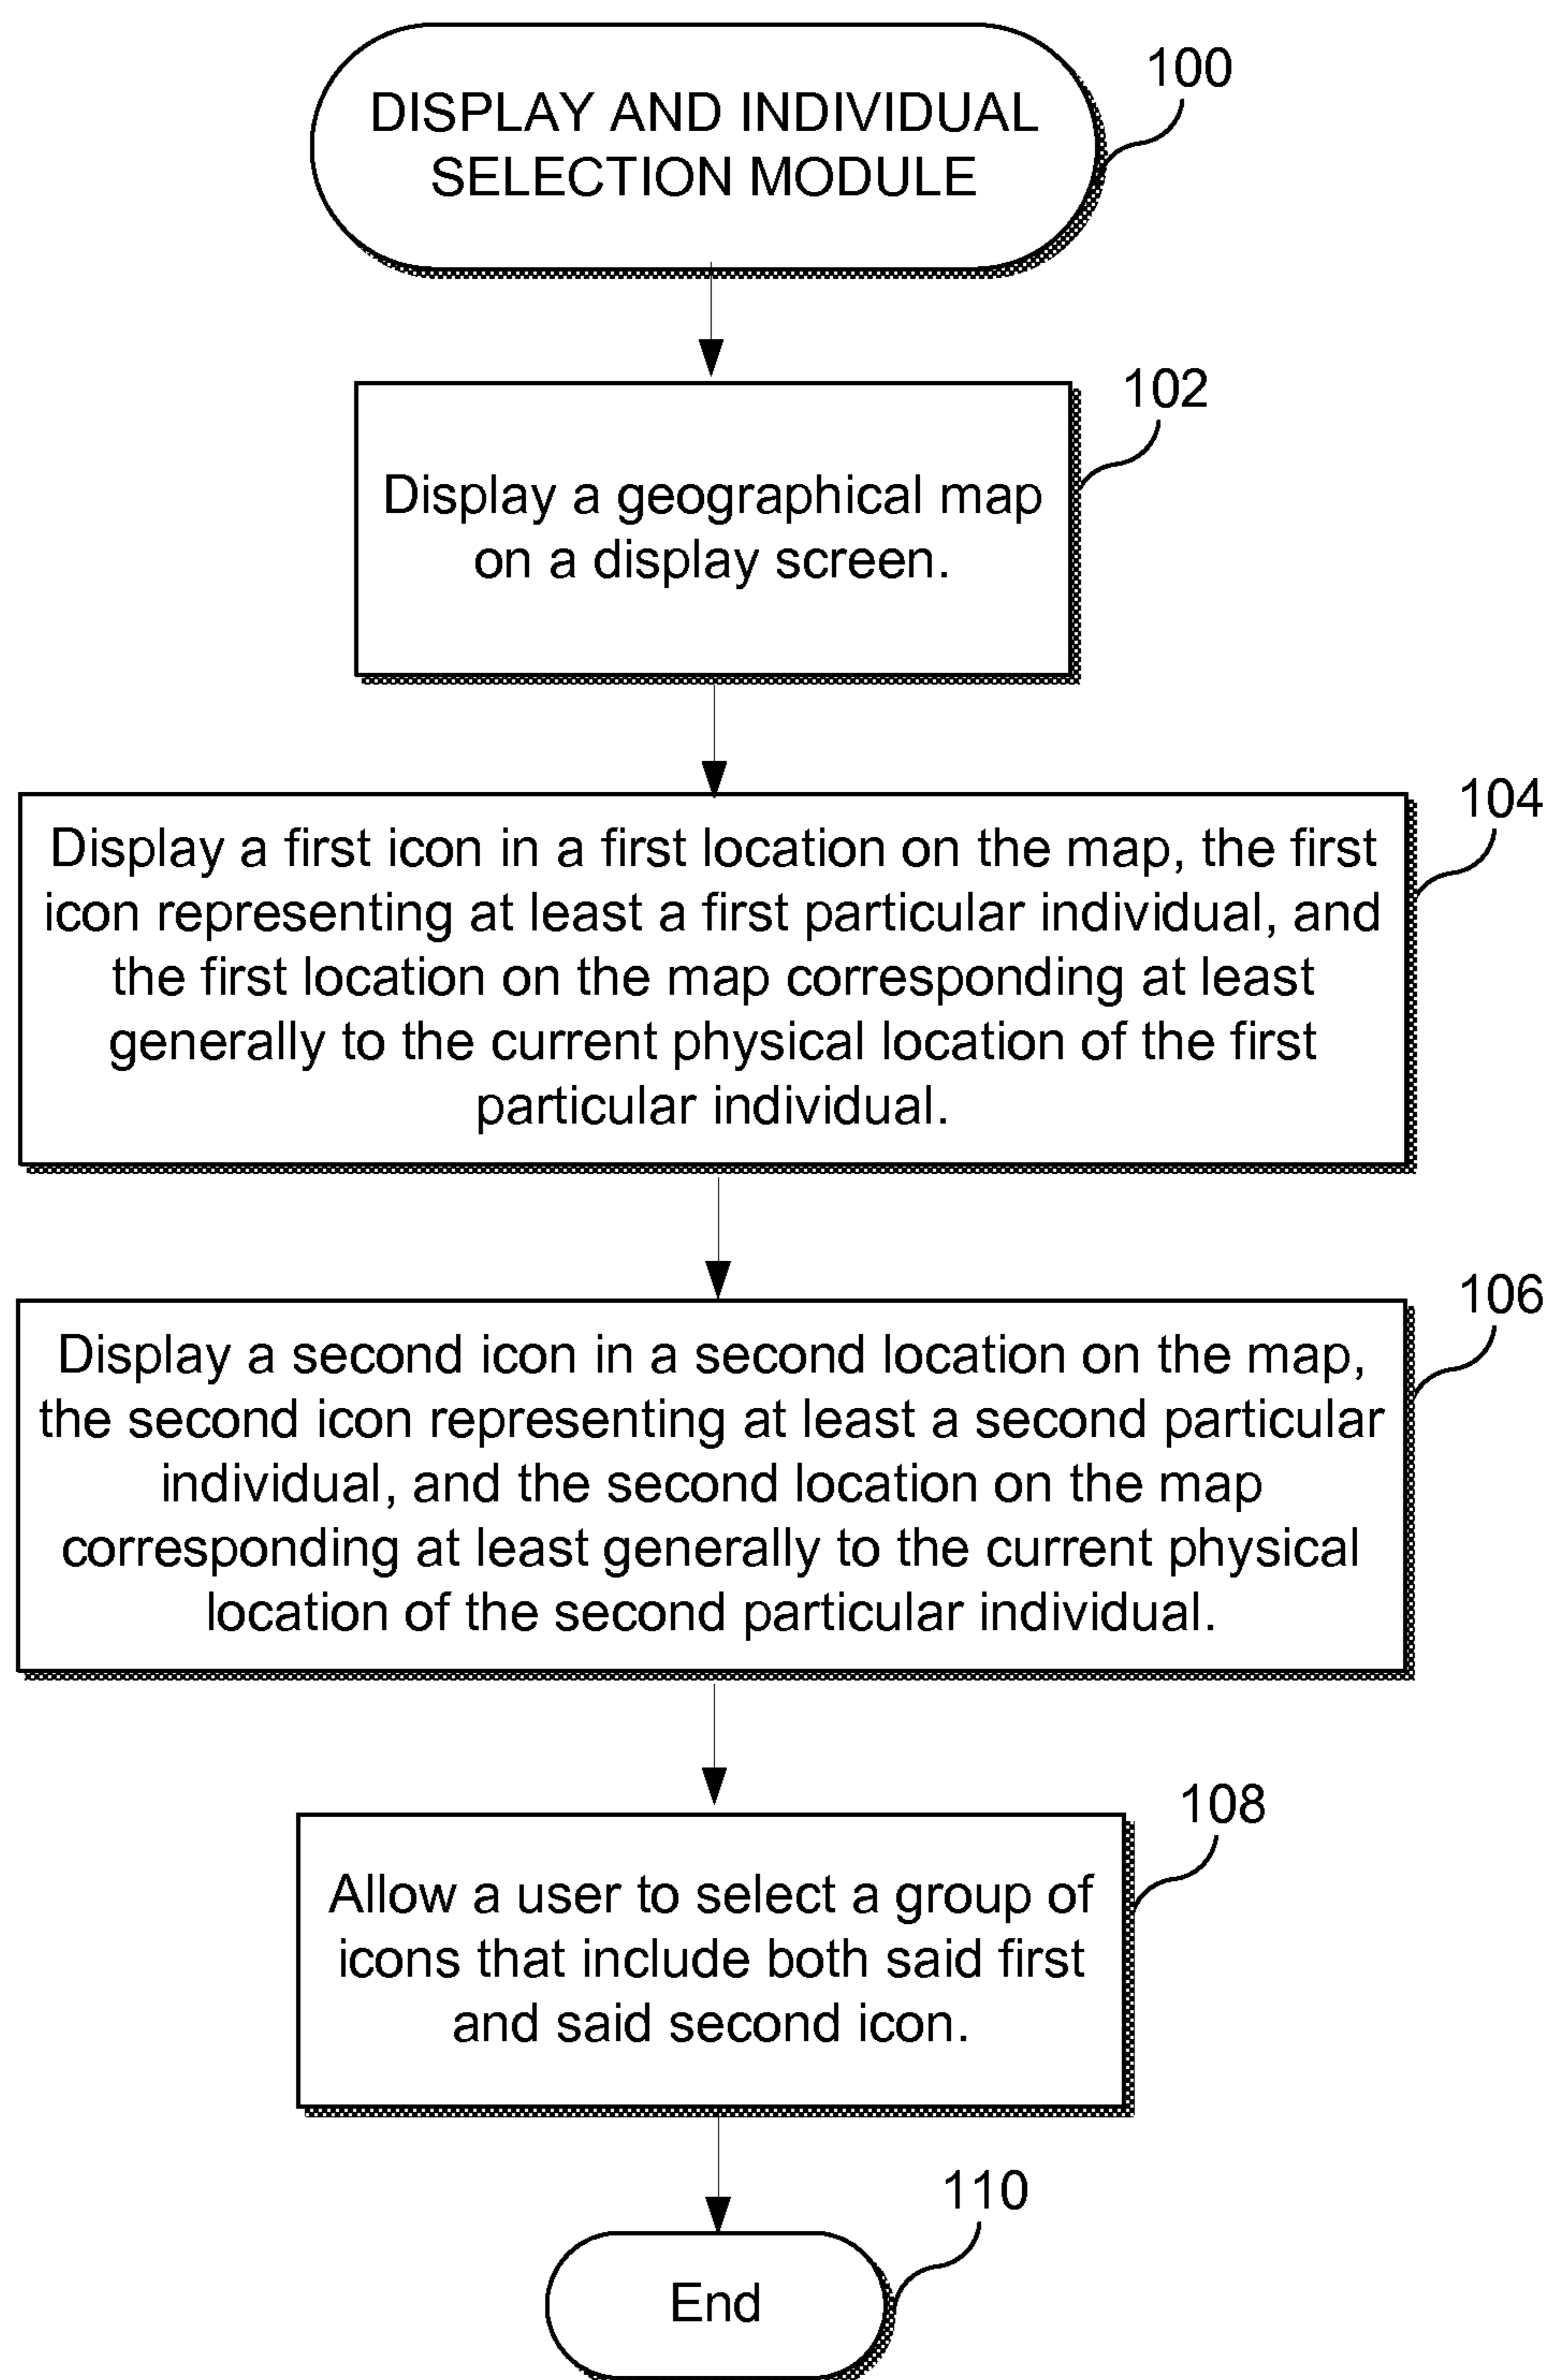 DISPLAY AND INDIVIDUAL
SELECTION MODULE
100
Display a geographical map
on a display screen.
102
Display a first icon in a first location on the map, the first
icon representing at least a first particular individual, and
the first location on the map corresponding at least
generally to the current physical location of the first
particular individual.
104
Display a second icon in a second location on the map,
the second icon representing at least a second particular
individual, and the second location on the map
corresponding at least generally to the current physical
location of the second particular individual.
106
Allow a user to select a group of
icons that include both said first
and said second icon.
108
End
110